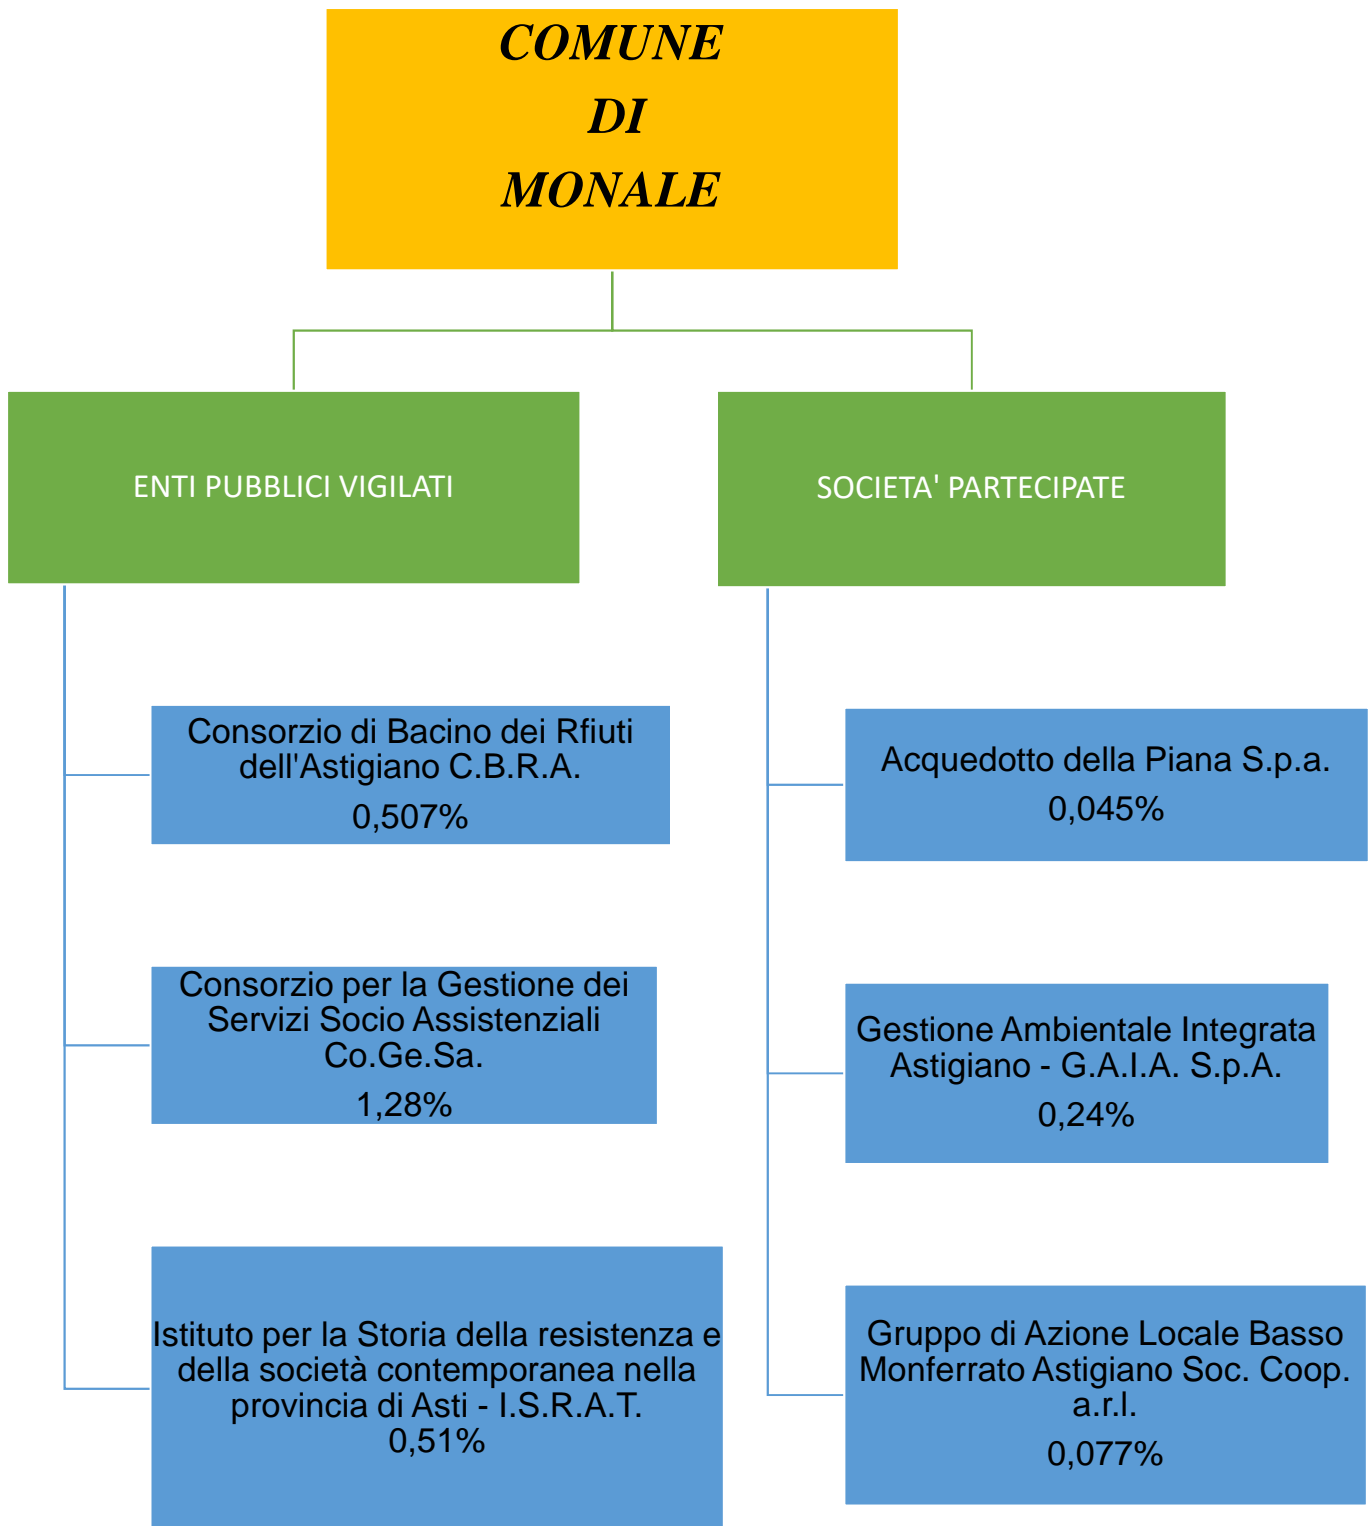 COMUNE
DI
MONALE
ENTI PUBBLICI VIGILATI
SOCIETA' PARTECIPATE
Consorzio di Bacino dei Rfiuti
dell'Astigiano C.B.R.A.
0,507%
Consorzio per la Gestione dei
Servizi Socio Assistenziali
Co.Ge.Sa.
1,28%
Istituto per la Storia della resistenza e
della società contemporanea nella
provincia di Asti - I.S.R.A.T.
0,51%
Acquedotto della Piana S.p.a.
0,045%
Gestione Ambientale Integrata
Astigiano - G.A.I.A. S.p.A.
0,24%
Gruppo di Azione Locale Basso
Monferrato Astigiano Soc. Coop.
a.r.l.
0,077%